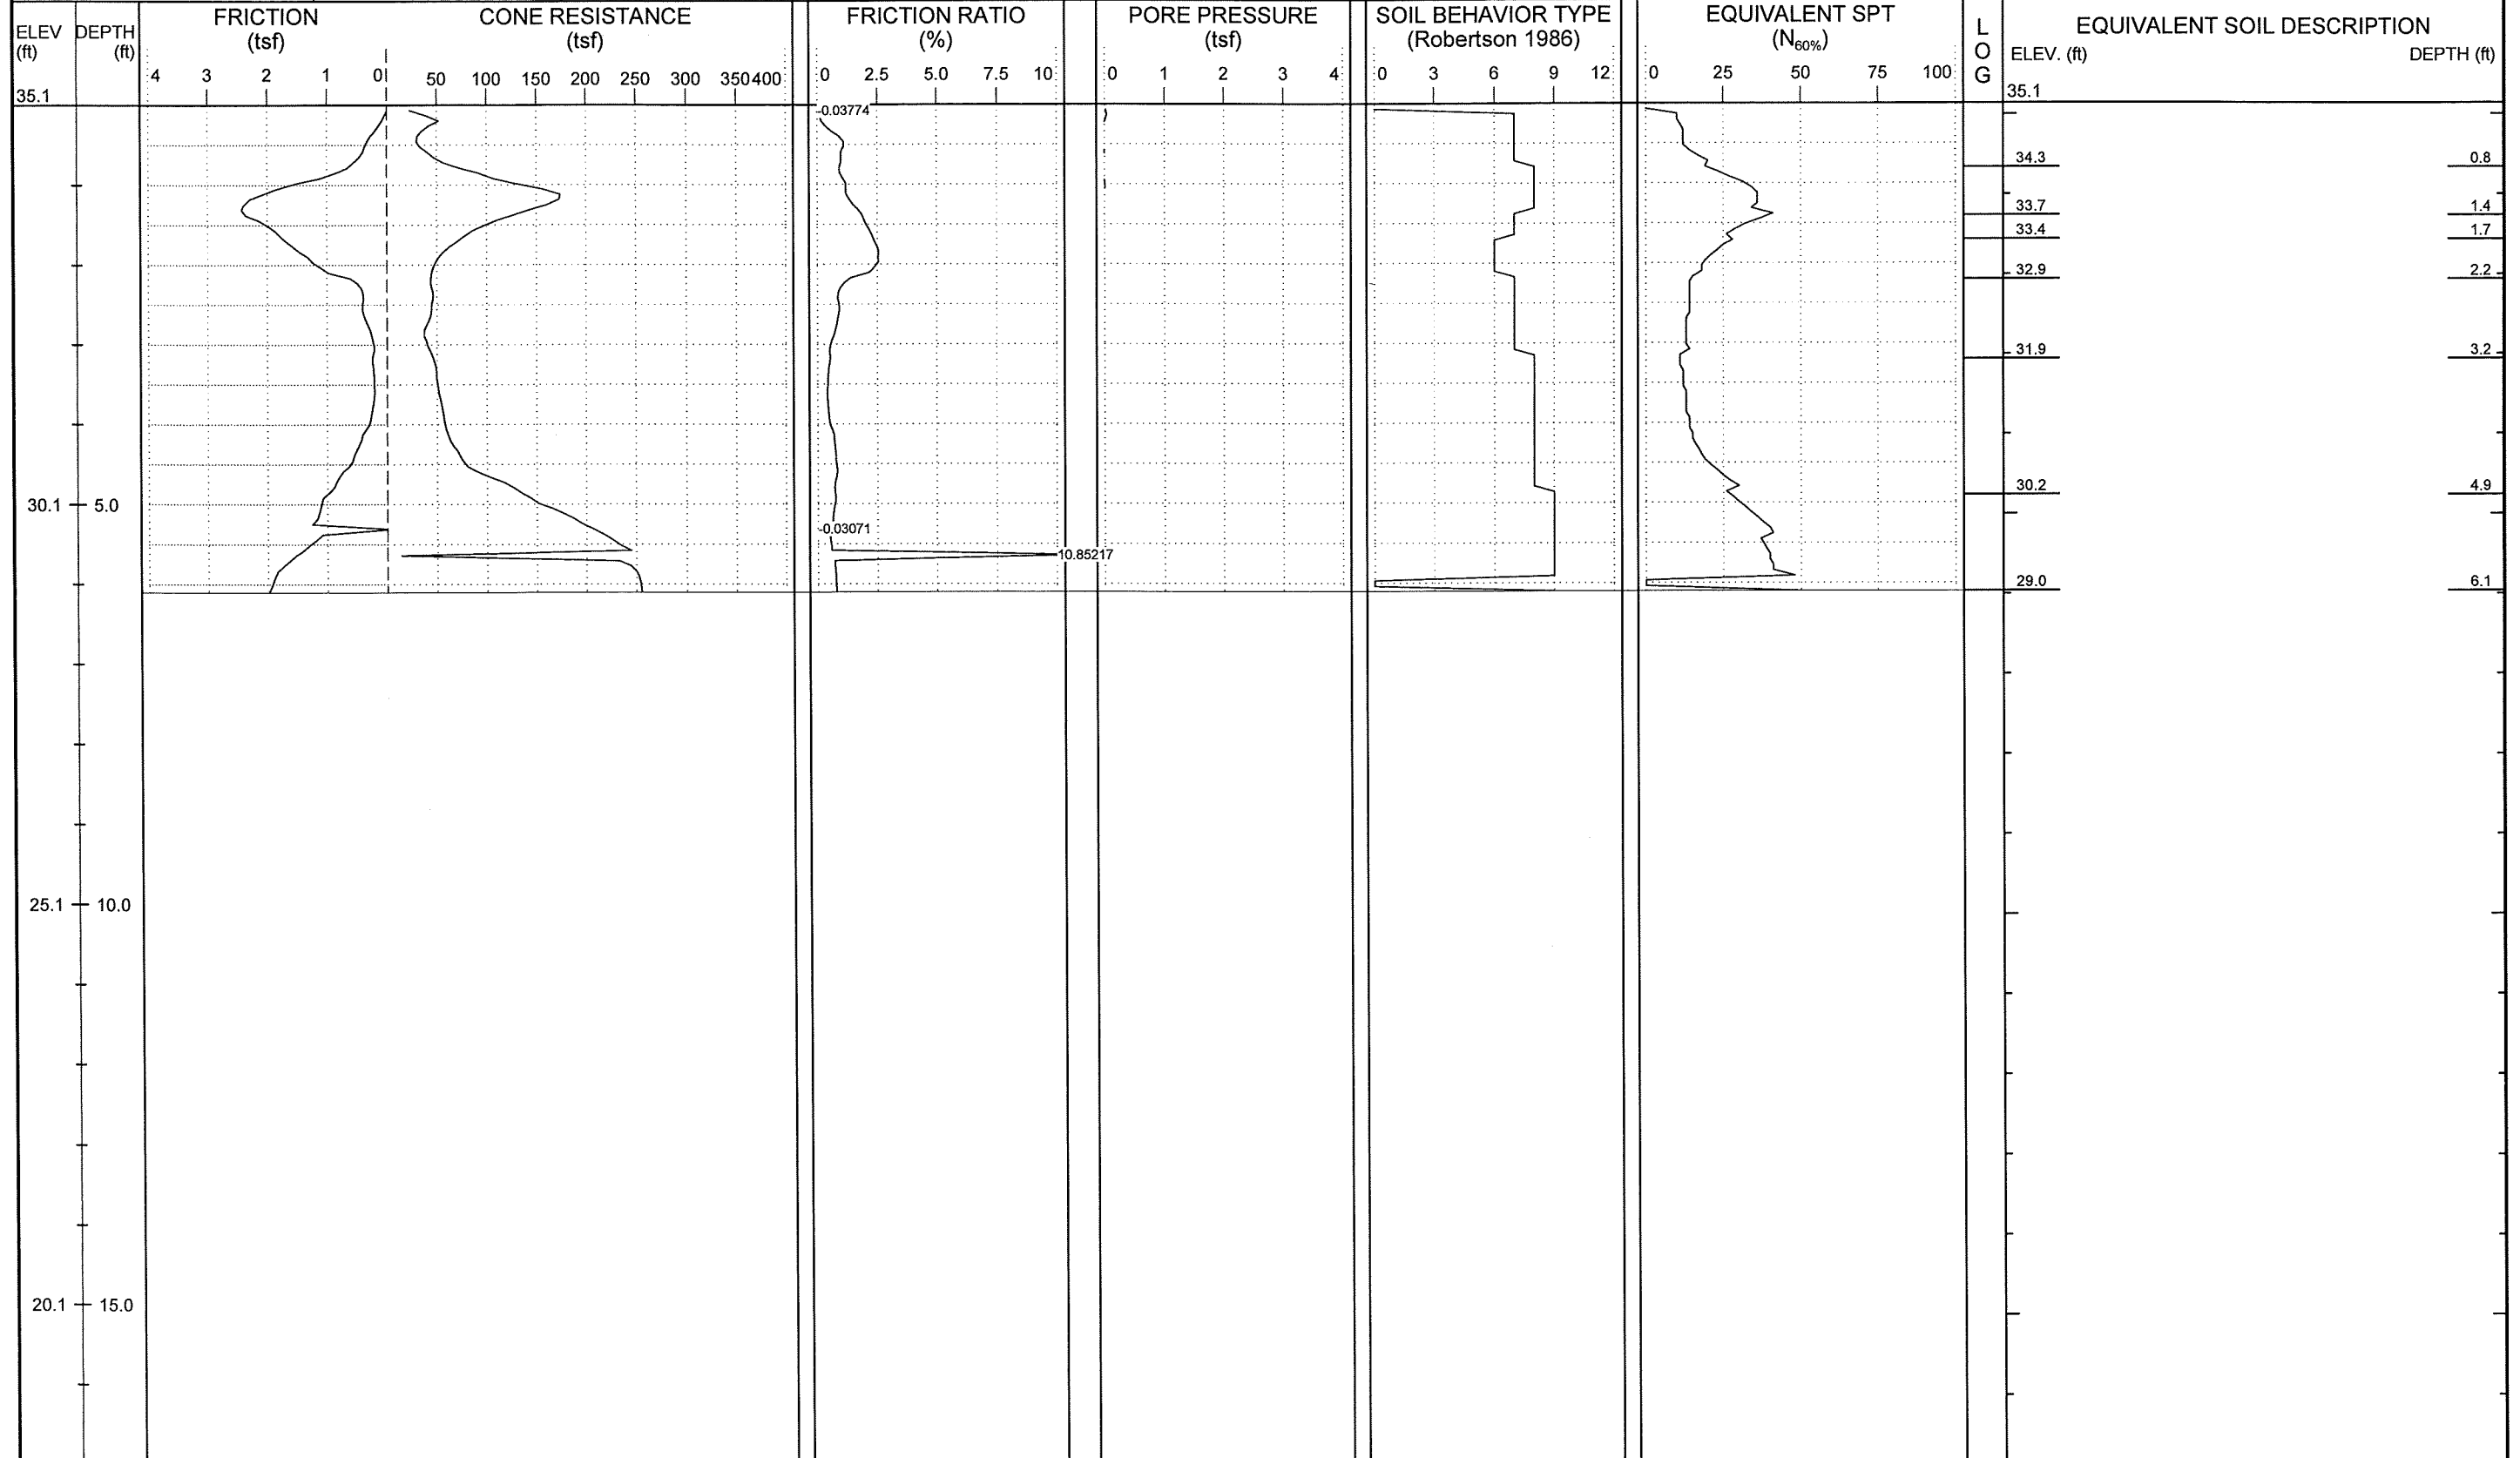 ELEV (ft)
DEPTH (ft)
FRICTION
(tsf)
4 3 2 1 0
CONE RESISTANCE
(tsf)
50 100 150 200 250 300 350 400
FRICTION RATIO
(%)
0 2.5 5.0 7.5 10
PORE PRESSURE
(tsf)
0 1 2 3 4
SOIL BEHAVIOR TYPE
(Robertson 1986)
0 3 6 9 12
EQUIVALENT SPT
(N60%)
0 25 50 75 100
LOG
EQUIVALENT SOIL DESCRIPTION
ELEV. (ft) DEPTH (ft)
35.1
35.1
-0.03774
34.3 0.8
33.7 1.4
33.4 1.7
32.9 2.2
31.9 3.2
30.2 4.9
30.1 5.0
-0.03071
10.85217
29.0 6.1
25.1 10.0
20.1 15.0